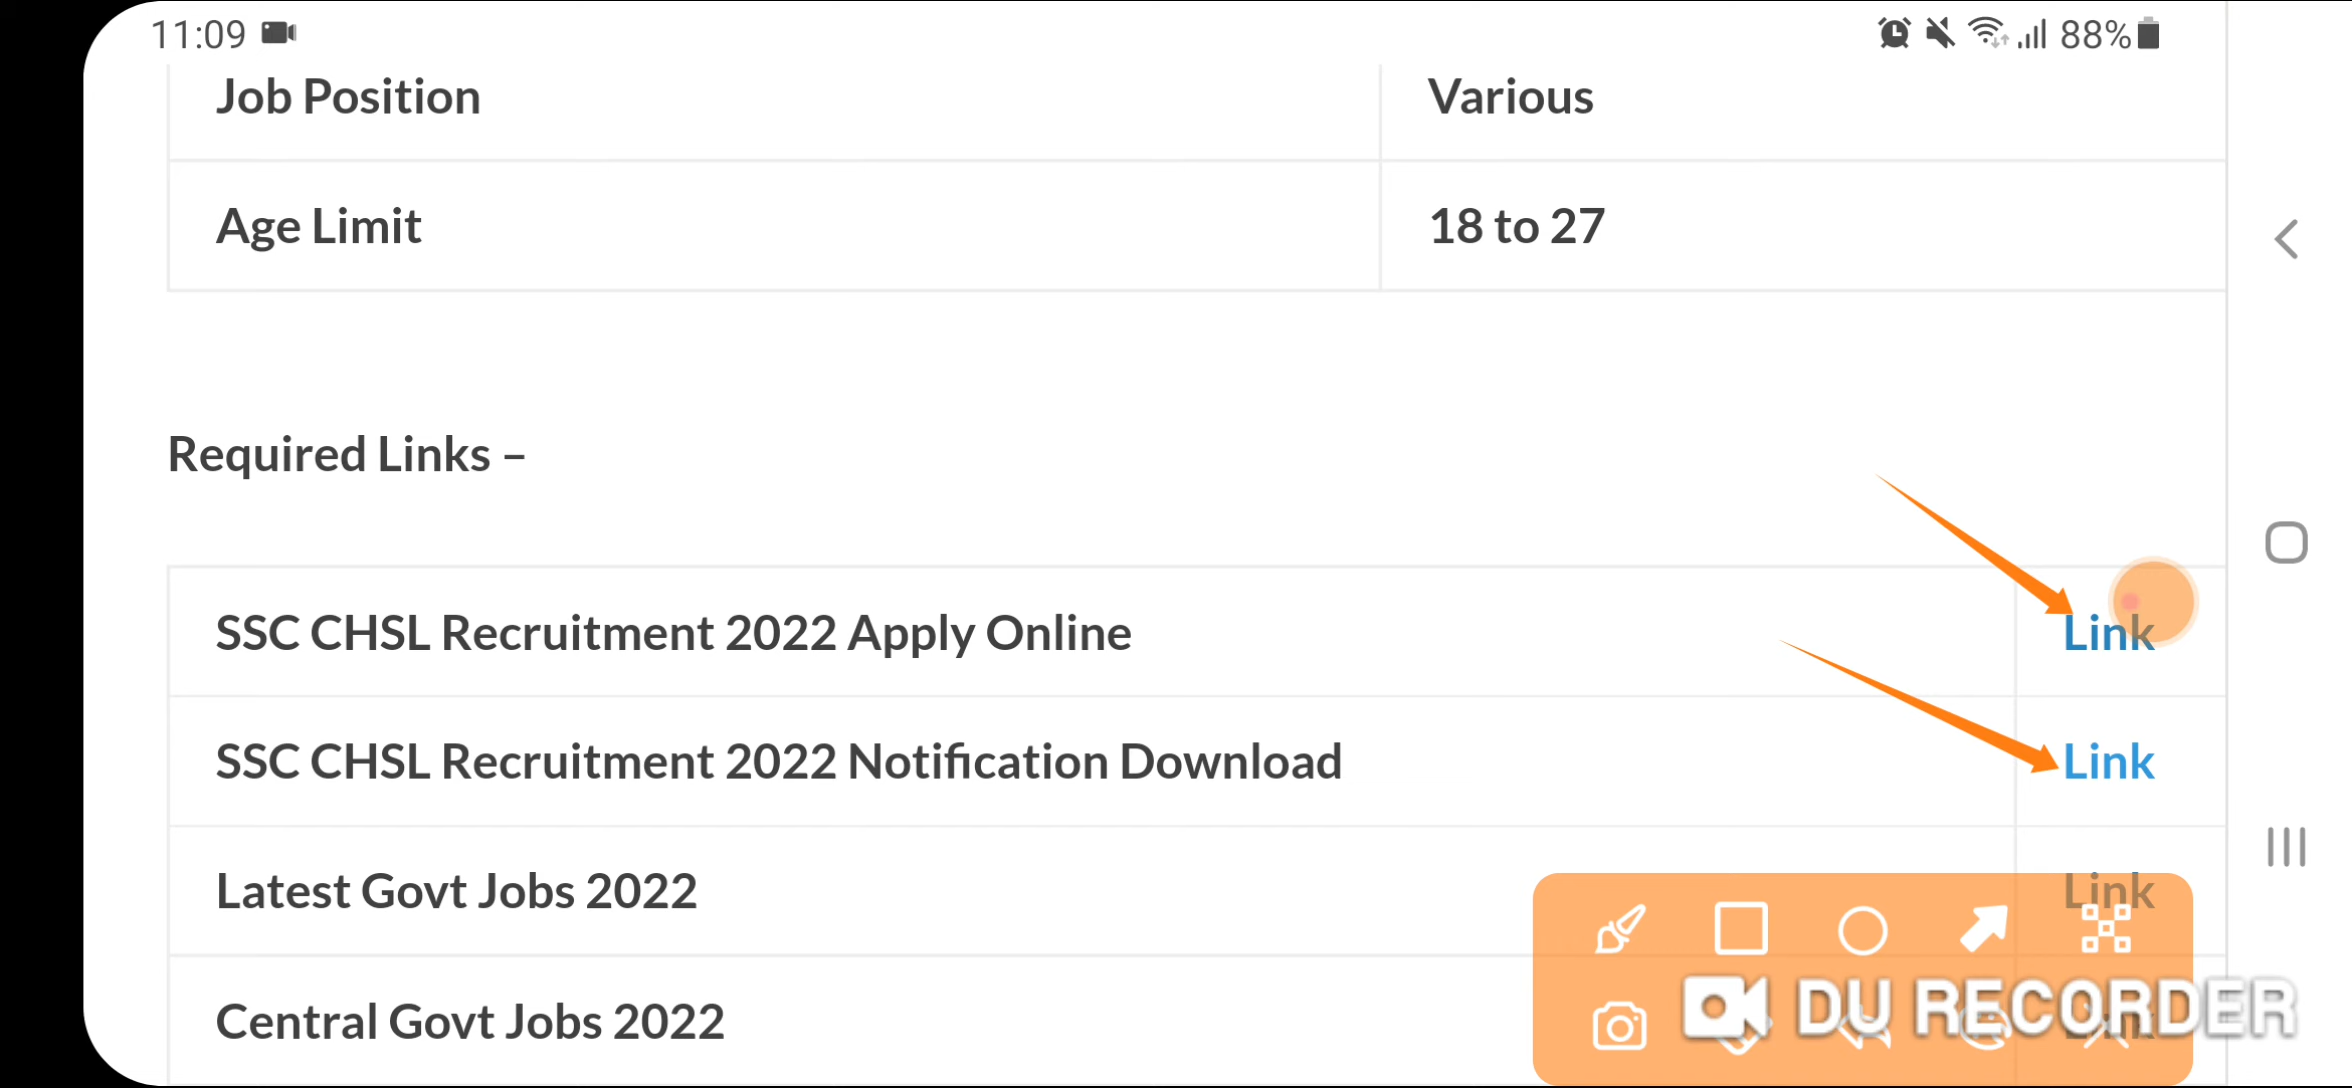 11:09 88%
Job Position Various
Age Limit 18 to 27
Required Links –
SSC CHSL Recruitment 2022 Apply Online Link
SSC CHSL Recruitment 2022 Notification Download Link
Latest Govt Jobs 2022 Link
Central Govt Jobs 2022
DU RECORDER